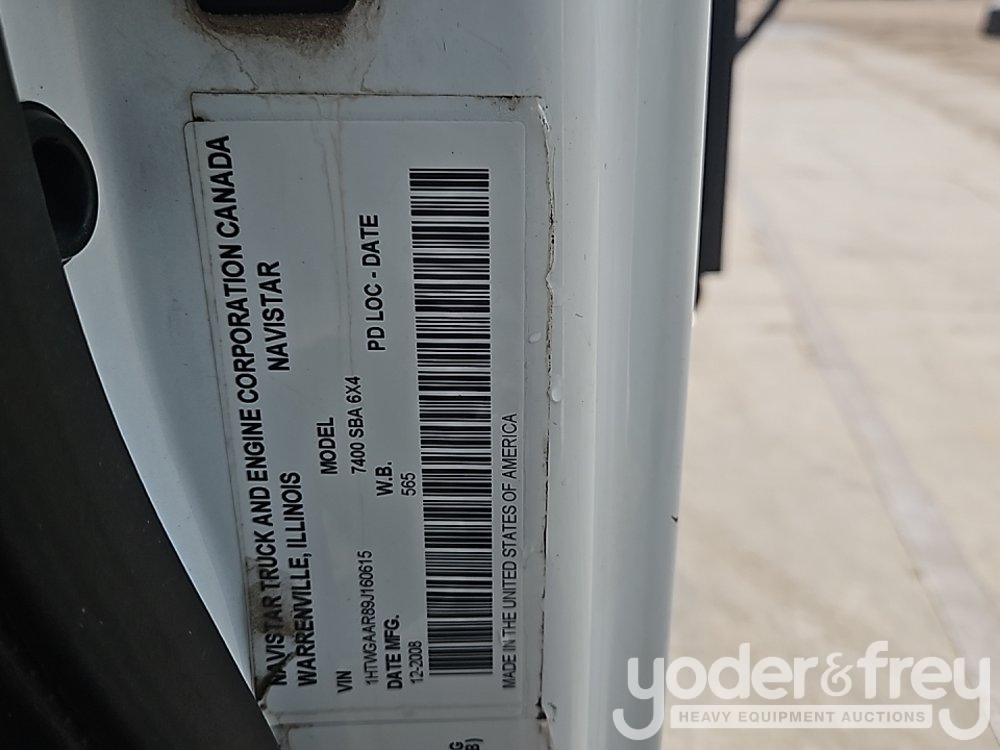 NAVISTAR TRUCK AND ENGINE CORPORATION CANADA
WARRENVILLE, ILLINOIS NAVISTAR
VIN MODEL
1HTWGAAR89J160615 7400 SBA 6X4
DATE MFG. W.B. PD LOC - DATE
12-2008 565
MADE IN THE UNITED STATES OF AMERICA
G
B)
yoder&frey
HEAVY EQUIPMENT AUCTIONS